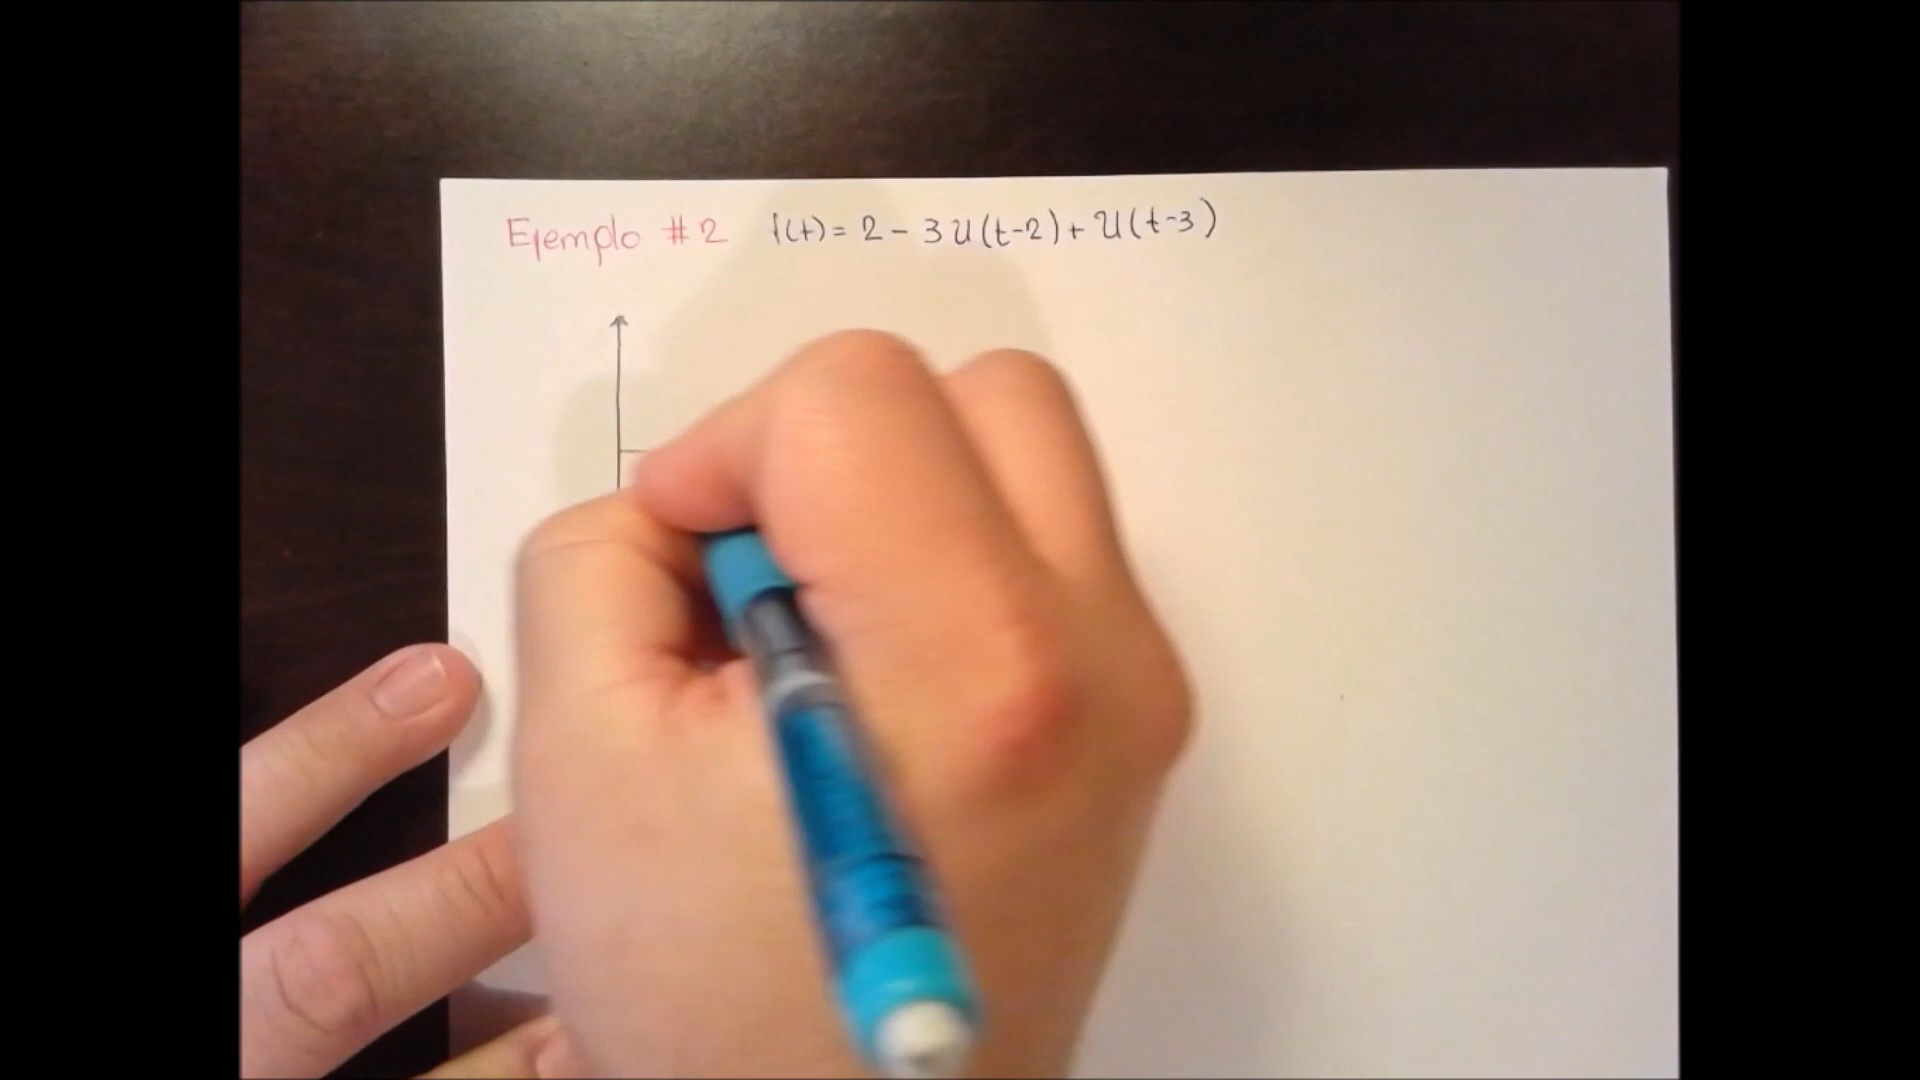 Ejemplo #2 f(t) = 2 - 3U(t-2) + U(t-3)